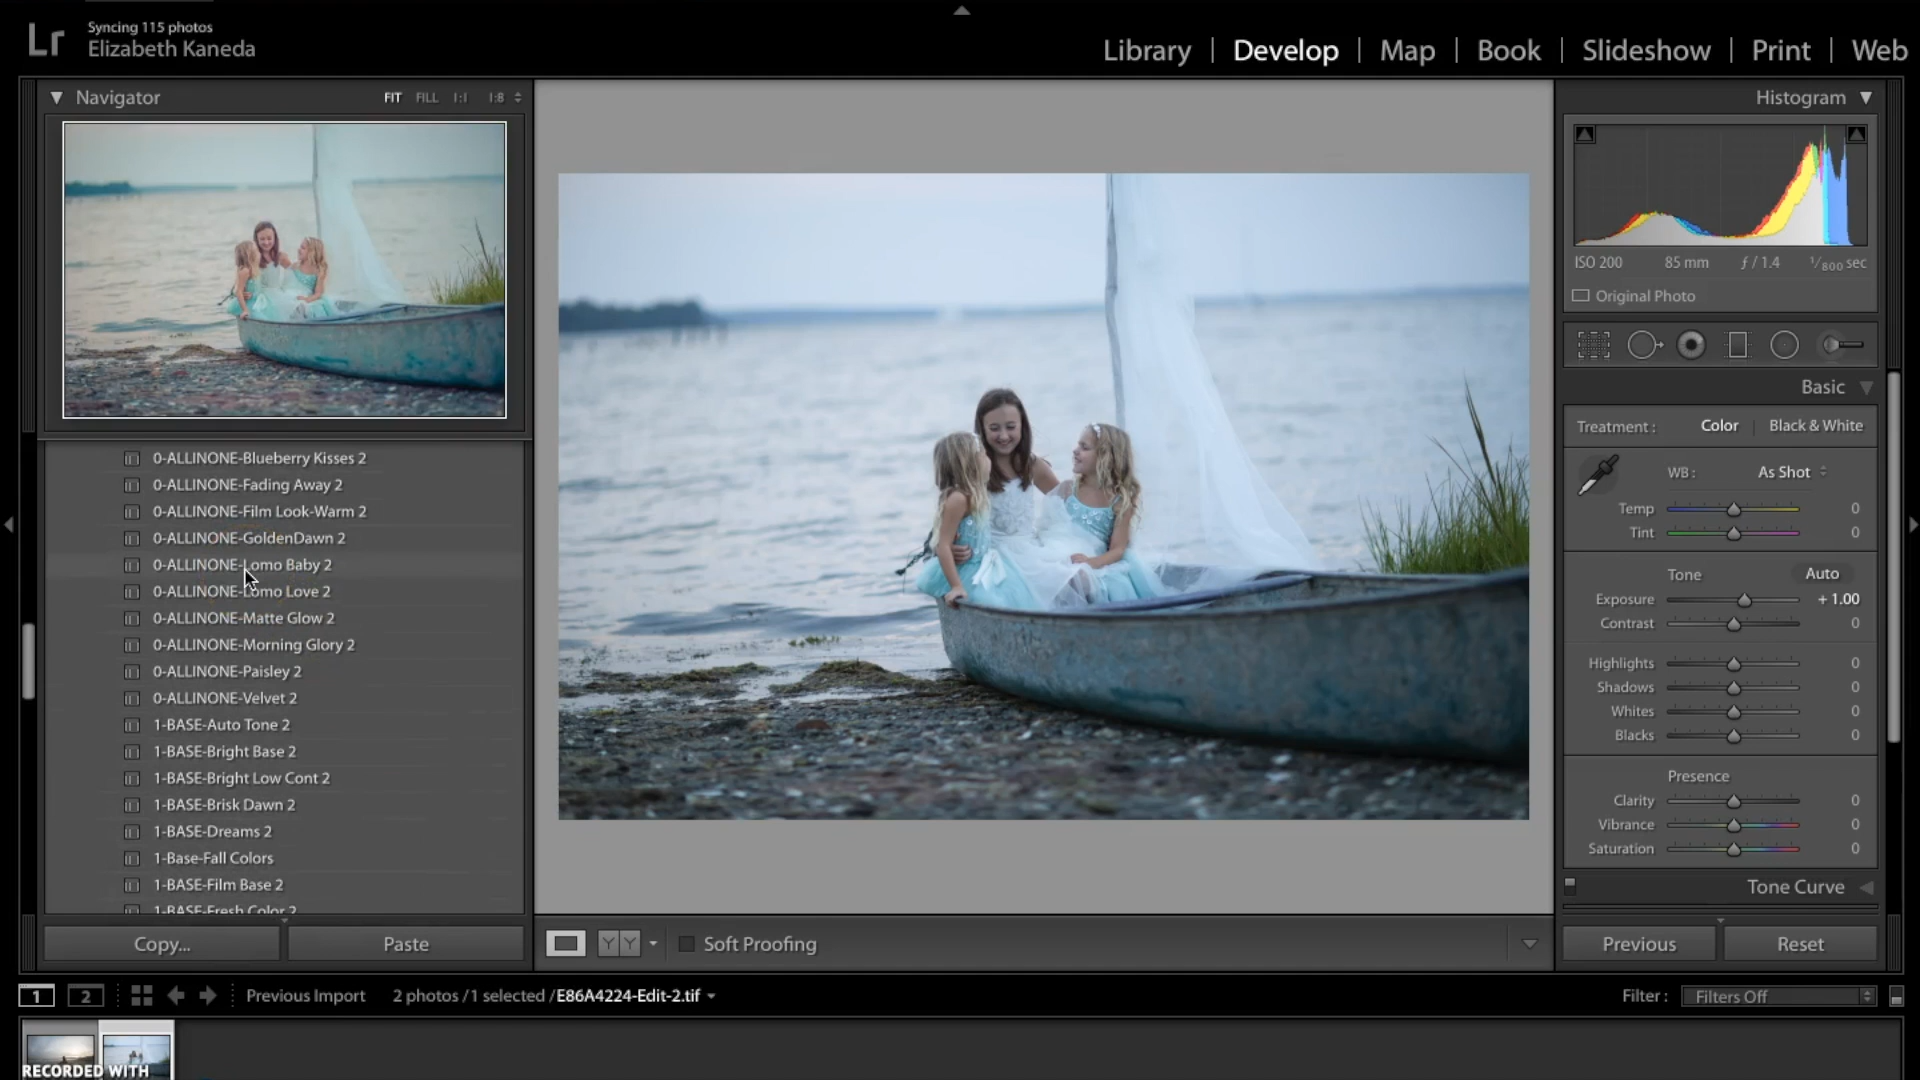 Lr
Syncing 115 photos
Elizabeth Kaneda
Library | Develop | Map | Book | Slideshow | Print | Web
Navigator
FIT FILL 1:1 1:8
0-ALLINONE-Blueberry Kisses 2
0-ALLINONE-Fading Away 2
0-ALLINONE-Film Look-Warm 2
0-ALLINONE-GoldenDawn 2
0-ALLINONE-Lomo Baby 2
0-ALLINONE-Lomo Love 2
0-ALLINONE-Matte Glow 2
0-ALLINONE-Morning Glory 2
0-ALLINONE-Paisley 2
0-ALLINONE-Velvet 2
1-BASE-Auto Tone 2
1-BASE-Bright Base 2
1-BASE-Bright Low Cont 2
1-BASE-Brisk Dawn 2
1-BASE-Dreams 2
1-Base-Fall Colors
1-BASE-Film Base 2
1-BASE-Fresh Color 2
Copy...
Paste
Y Y
Soft Proofing
Histogram
ISO 200 85 mm ƒ / 1.4 1/800 sec
Original Photo
Basic
Treatment : Color | Black & White
WB : As Shot
Temp 0
Tint 0
Tone Auto
Exposure + 1.00
Contrast 0
Highlights 0
Shadows 0
Whites 0
Blacks 0
Presence
Clarity 0
Vibrance 0
Saturation 0
Tone Curve
Previous
Reset
1 2 Previous Import 2 photos /1 selected /E86A4224-Edit-2.tif
Filter : Filters Off
RECORDED WITH